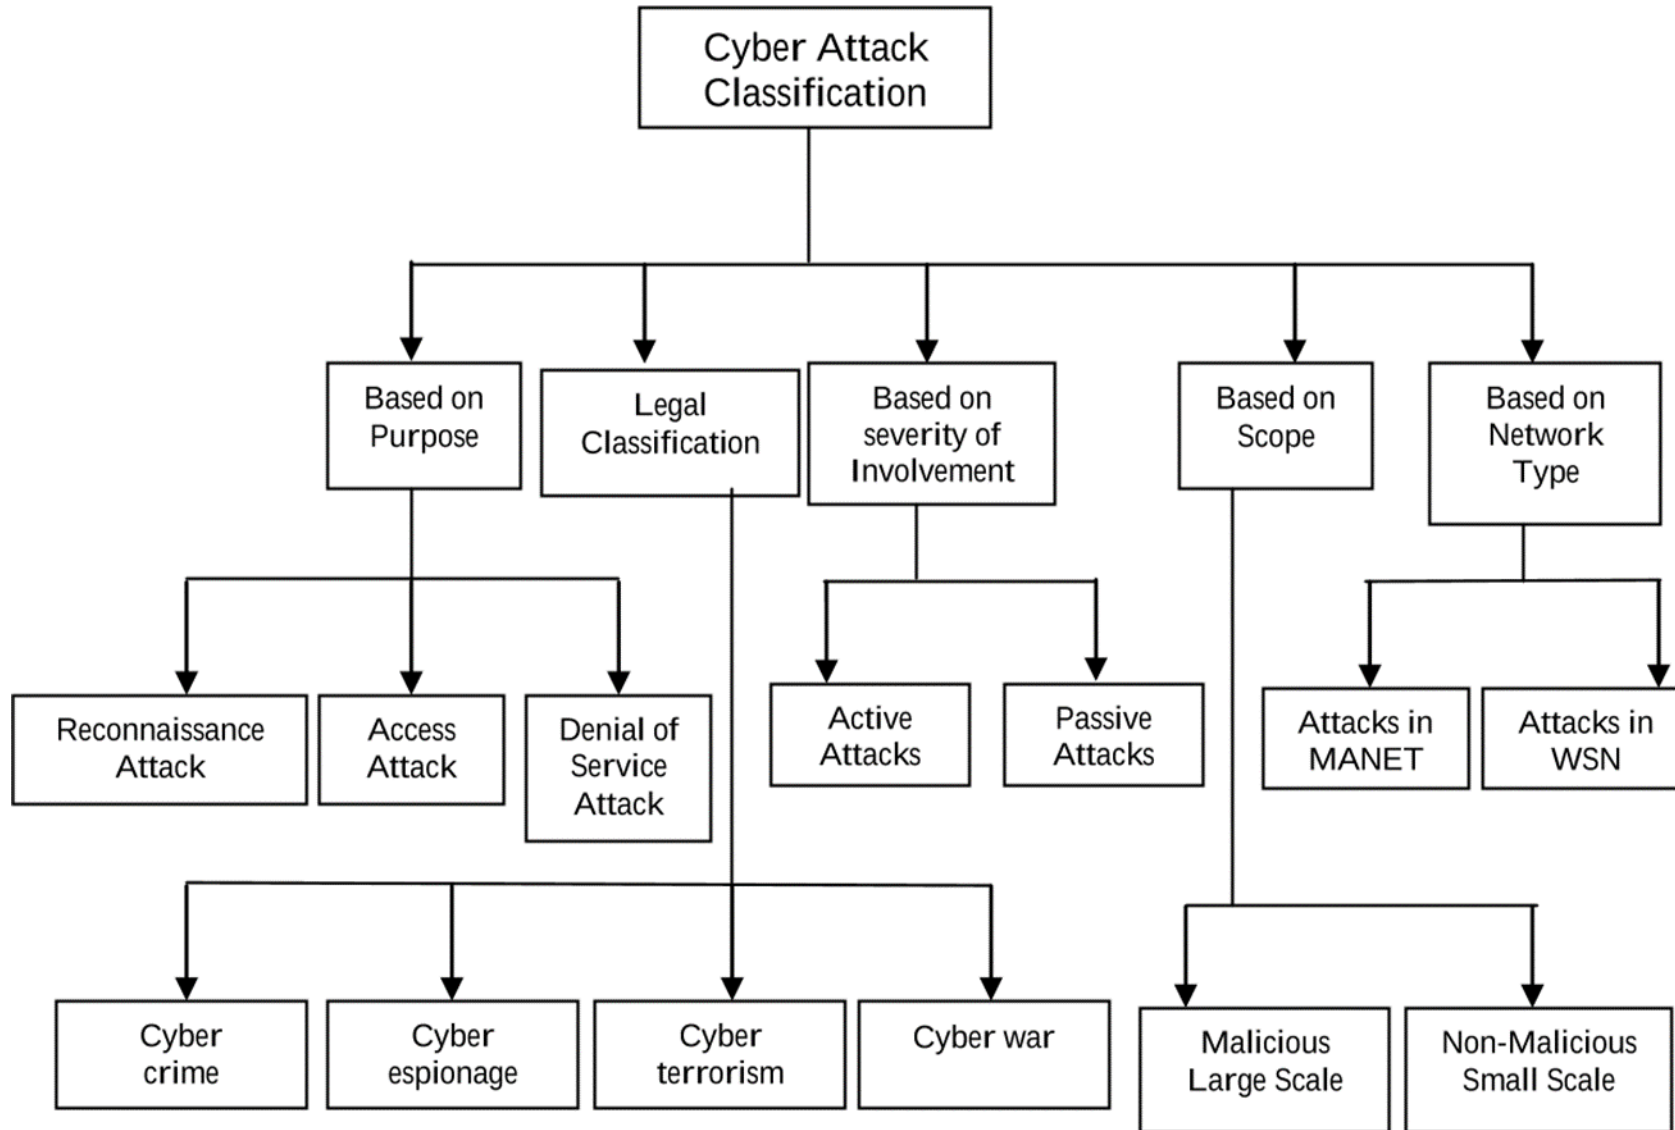 Cyber Attack
Classification
Based on
Purpose
Legal
Classification
Based on
severity of
Involvement
Based on
Scope
Based on
Network
Type
Reconnaissance
Attack
Access
Attack
Denial of
Service
Attack
Active
Attacks
Passive
Attacks
Attacks in
MANET
Attacks in
WSN
Cyber
crime
Cyber
espionage
Cyber
terrorism
Cyber war
Malicious
Large Scale
Non-Malicious
Small Scale